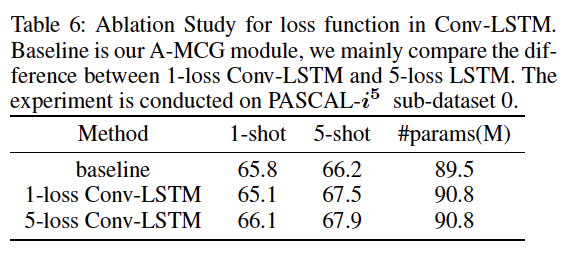 Table 6: Ablation Study for loss function in Conv-LSTM.
Baseline is our A-MCG module, we mainly compare the dif-
ference between 1-loss Conv-LSTM and 5-loss LSTM. The
experiment is conducted on PASCAL-i⁵ sub-dataset 0.
Method 1-shot 5-shot #params(M)
baseline 65.8 66.2 89.5
1-loss Conv-LSTM 65.1 67.5 90.8
5-loss Conv-LSTM 66.1 67.9 90.8